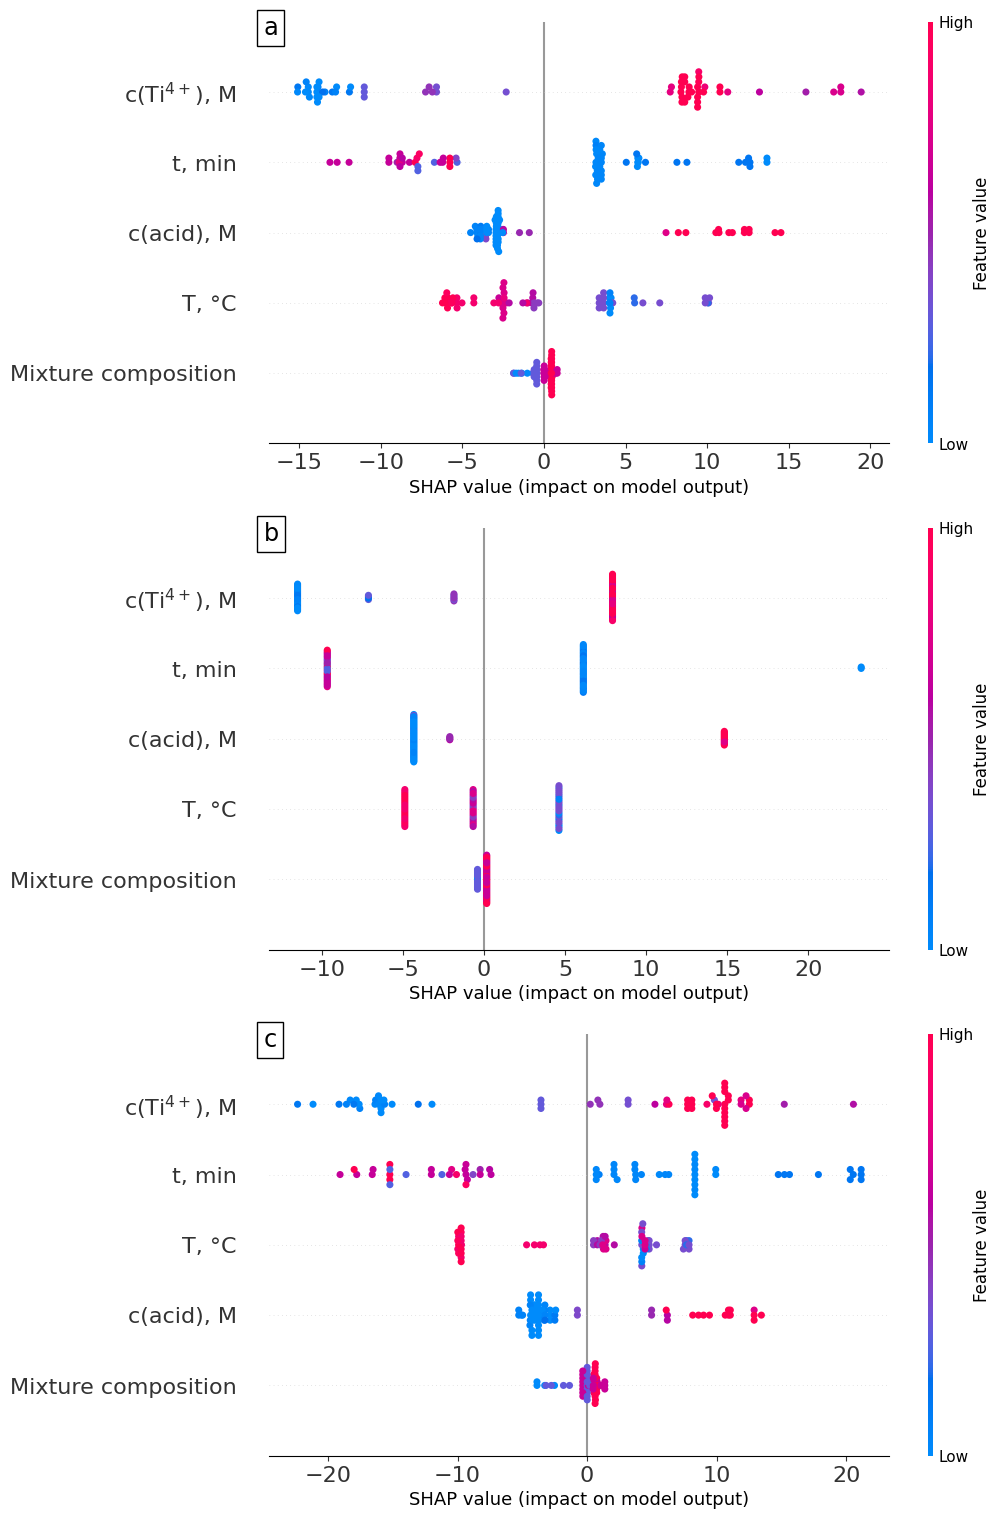 a
High
c(Ti⁴⁺), M
t, min
c(acid), M
T, °C
Mixture composition
Feature value
Low
−15 −10 −5 0 5 10 15 20
SHAP value (impact on model output)
b
High
c(Ti⁴⁺), M
t, min
c(acid), M
T, °C
Mixture composition
Feature value
Low
−10 −5 0 5 10 15 20
SHAP value (impact on model output)
c
High
c(Ti⁴⁺), M
t, min
T, °C
c(acid), M
Mixture composition
Feature value
Low
−20 −10 0 10 20
SHAP value (impact on model output)